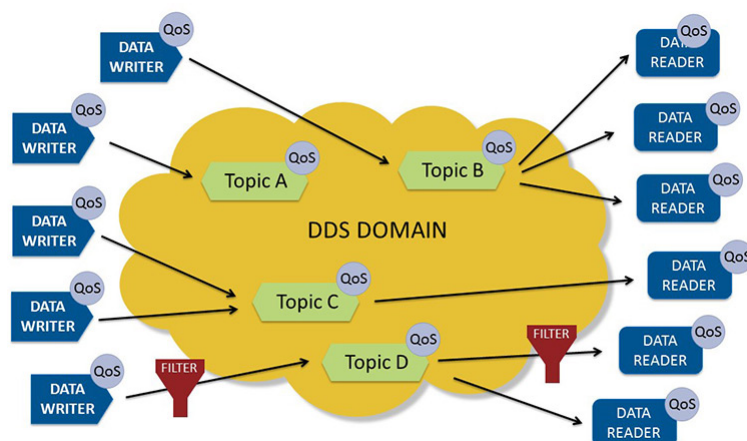 QoS
DATA
WRITER
QoS
DATA
READER
QoS
DATA
WRITER
QoS
DATA
READER
QoS
Topic A
QoS
Topic B
QoS
DATA
READER
QoS
DATA
WRITER
DDS DOMAIN
QoS
DATA
READER
QoS
DATA
WRITER
QoS
Topic C
QoS
DATA
READER
FILTER
QoS
Topic D
QoS
DATA
WRITER
FILTER
QoS
DATA
READER